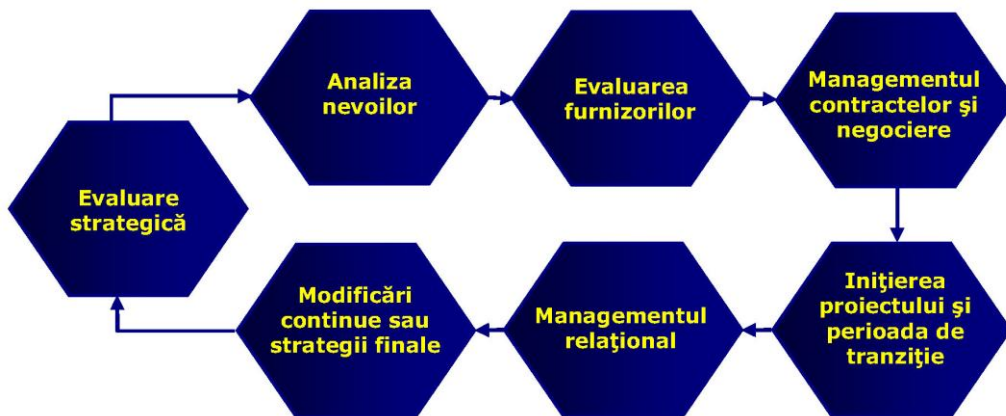 Analiza
nevoilor
Evaluarea
furnizorilor
Managementul
contractelor şi
negociere
Evaluare
strategică
Modificări
continue sau
strategii finale
Managementul
relaţional
Iniţierea
proiectului şi
perioada de
tranziţie